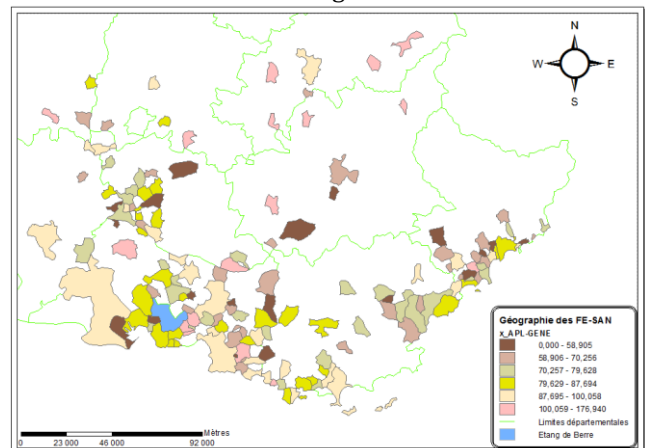 N
W E
S
Géographie des FE-SAN
x_APL-GENE
0,000 - 58,905
58,906 - 70,256
70,257 - 79,628
79,629 - 87,694
87,695 - 100,058
100,059 - 176,940
Limites départementales
Etang de Berre
Mètres
0 23 000 46 000 92 000